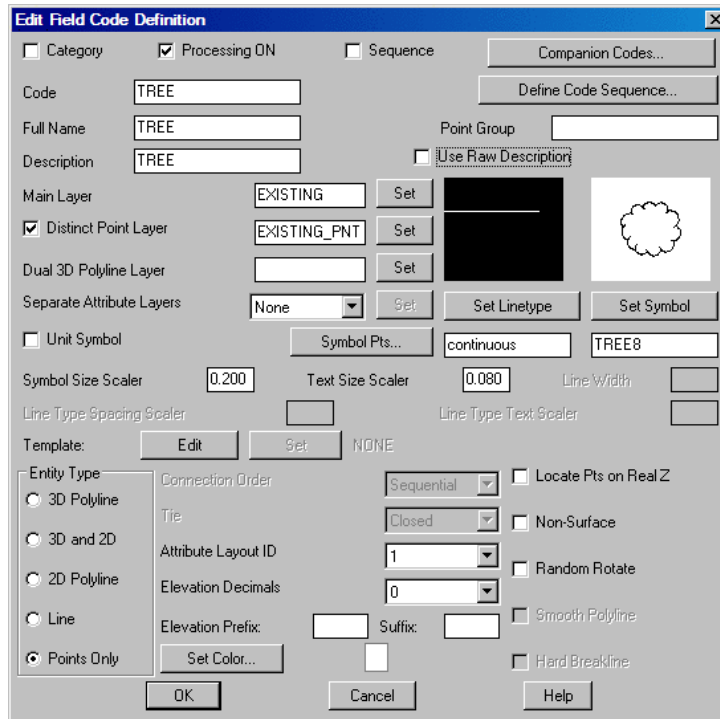 Edit Field Code Definition
Category Processing ON Sequence Companion Codes...
Code TREE Define Code Sequence...
Full Name TREE Point Group
Description TREE Use Raw Description
Main Layer EXISTING Set
Distinct Point Layer EXISTING_PNT Set
Dual 3D Polyline Layer Set
Separate Attribute Layers None Set Set Linetype Set Symbol
Unit Symbol Symbol Pts... continuous TREE8
Symbol Size Scaler 0.200 Text Size Scaler 0.080 Line Width
Line Type Spacing Scaler Line Type Text Scaler
Template: Edit Set NONE
Entity Type
3D Polyline
3D and 2D
2D Polyline
Line
Points Only
Connection Order Sequential
Tie Closed
Attribute Layout ID 1
Elevation Decimals 0
Elevation Prefix: Suffix:
Set Color...
Locate Pts on Real Z
Non-Surface
Random Rotate
Smooth Polyline
Hard Breakline
OK Cancel Help